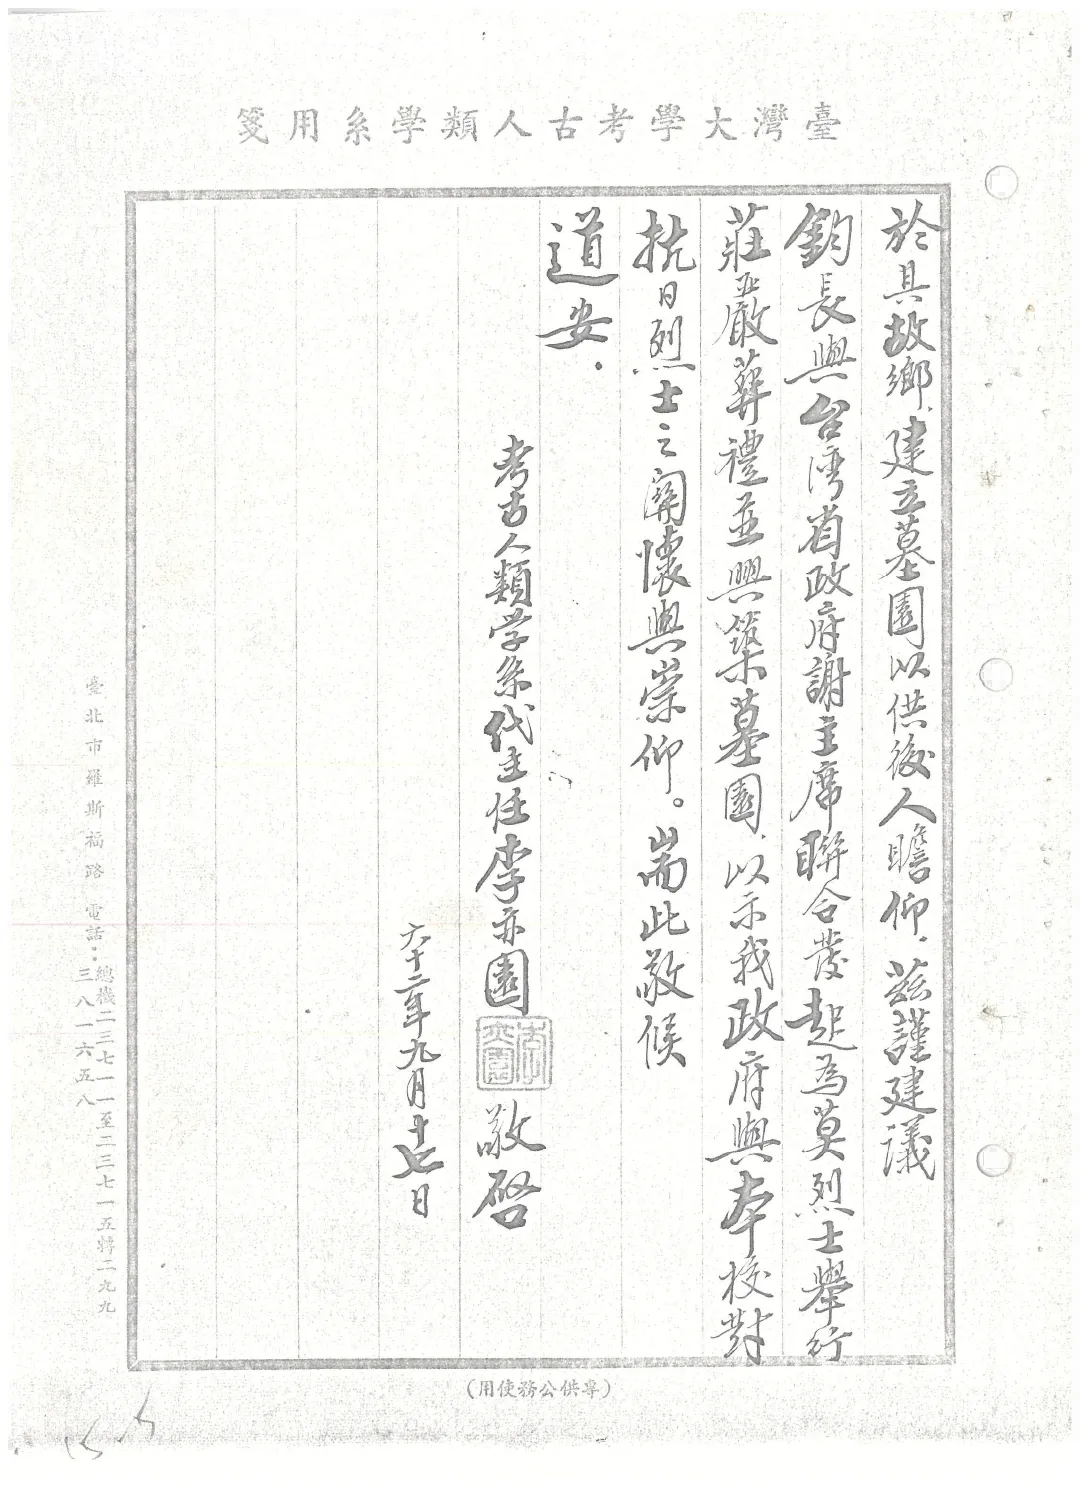 臺灣大學考古人類學系用箋
於具故鄉、建立墓園以供後人瞻仰．茲謹建議
鈞長與台湾省政府謝主席聯合發起為莫烈士舉行
莊嚴葬禮並興築墓園、以示我政府與本校對
抗日烈士之關懷與崇仰。耑此敬候
道安．
考古人類学系代主任李亦園
李亦園
敬啓
六十二年九月十七日
臺北市羅斯福路 電話：總機二三七一一至二三七一五轉二九九
三八一六五八
（專供公務使用）